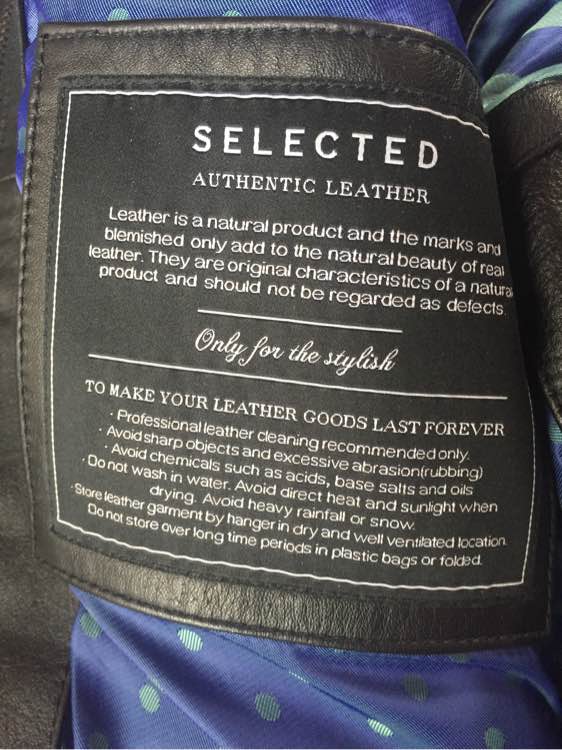 SELECTED
AUTHENTIC LEATHER
Leather is a natural product and the marks and
blemished only add to the natural beauty of real
leather. They are original characteristics of a natural
product and should not be regarded as defects.
Only for the stylish
TO MAKE YOUR LEATHER GOODS LAST FOREVER
· Professional leather cleaning recommended only.
· Avoid sharp objects and excessive abrasion(rubbing)
· Avoid chemicals such as acids, base salts and oils
· Do not wash in water. Avoid direct heat and sunlight when
drying. Avoid heavy rainfall or snow.
· Store leather garment by hanger in dry and well ventilated location.
Do not store over long time periods in plastic bags or folded.